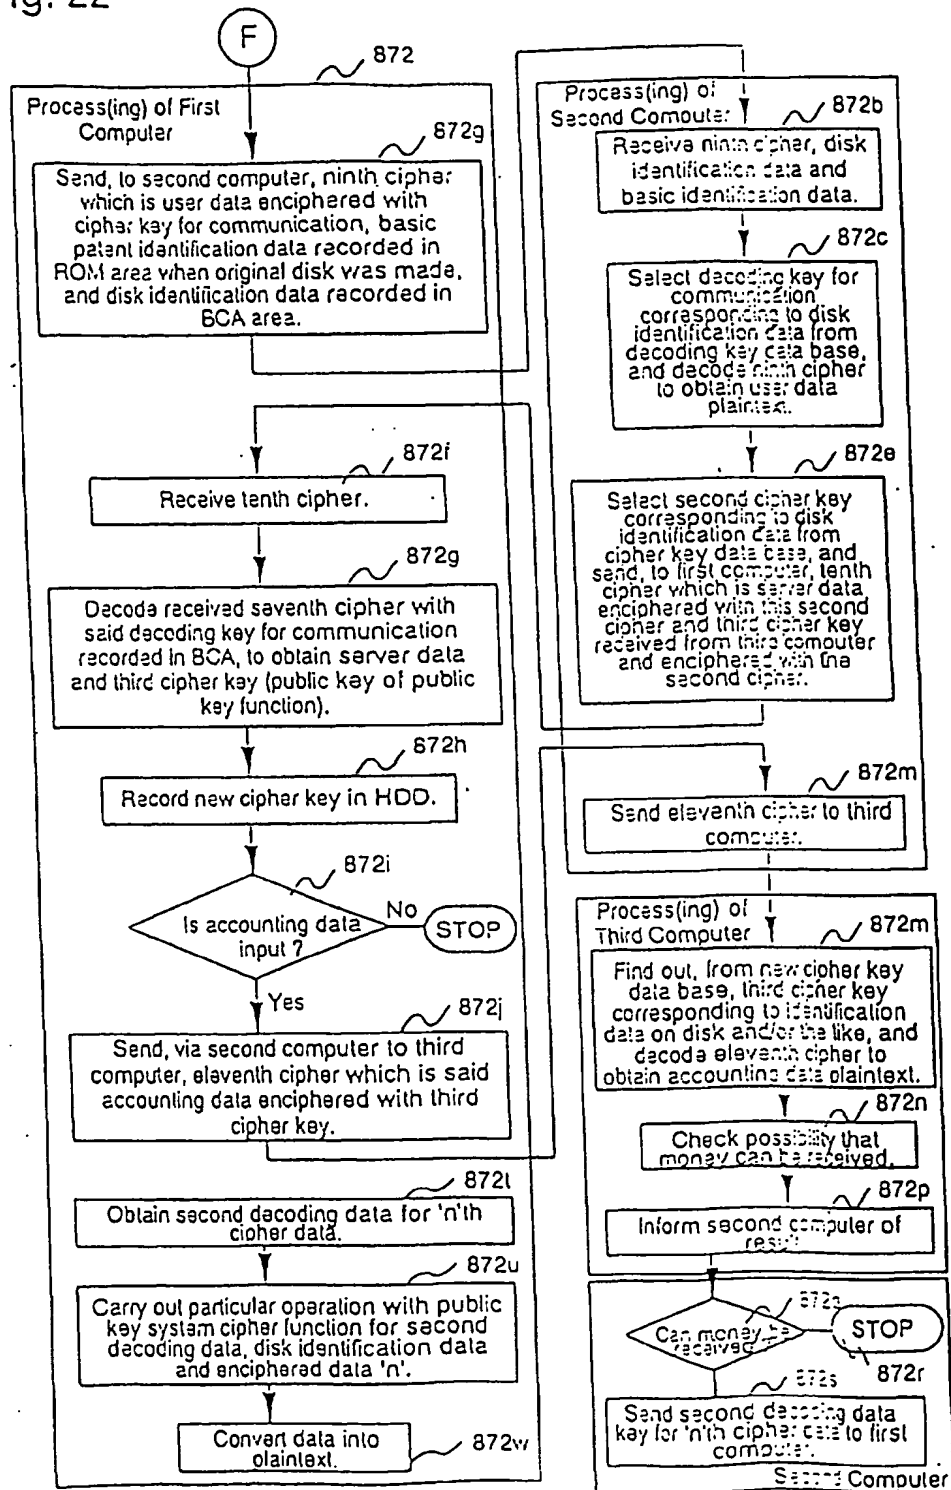 Fig. 22
F
872
Process(ing) of First
Computer
872g
Send, to second computer, ninth cipher
which is user data enciphered with
cipher key for communication, basic
patent identification data recorded in
ROM area when original disk was made,
and disk identification data recorded in
BCA area.
872f
Receive tenth cipher.
872g
Decode received seventh cipher with
said decoding key for communication
recorded in BCA, to obtain server data
and third cipher key (public key of public
key function).
872h
Record new cipher key in HDD.
872i
Is accounting data
input ?
No
STOP
Yes
872j
Send, via second computer to third
computer, eleventh cipher which is said
accounting data enciphered with third
cipher key.
872t
Obtain second decoding data for 'n'th
cipher data.
872u
Carry out particular operation with public
key system cipher function for second
decoding data, disk identification data
and enciphered data 'n'.
Convert data into
plaintext.
872w
Process(ing) of
Second Comouter
872b
Receive ninth cipher, disk
identification data and
basic identification data.
872c
Select decoding key for
communication
corresponding to disk
identification data from
decoding key data base,
and decode ninth cipher
to obtain user data
plaintext.
872e
Select second cipher key
corresponding to disk
identification data from
cipher key data base, and
send, to first computer, tenth
cipher which is server data
enciphered with this second
cipher and third cipher key
received from third comouter
and enciphered with the
second cipher.
872m
Send eleventh cipher to third
computer.
Process(ing) of
Third Computer
872m
Find out, from new cipher key
data base, third cipher key
corresponding to identification
data on disk and/or the like, and
decode eleventh cipher to
obtain accounting data plaintext.
872n
Check possibility that
money can be received.
872p
Inform second computer of
result
Can money be
received
STOP
872r
872s
Send second decoding data
key for 'n'th cipher data to first
computer.
Second Computer